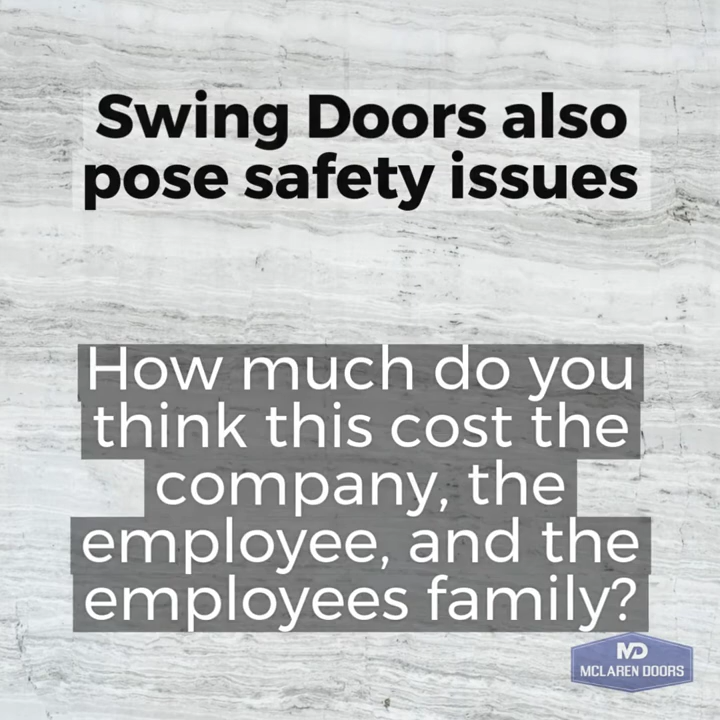 Swing Doors also
pose safety issues
How much do you
think this cost the
company, the
employee, and the
employees family?
MD
MCLAREN DOORS